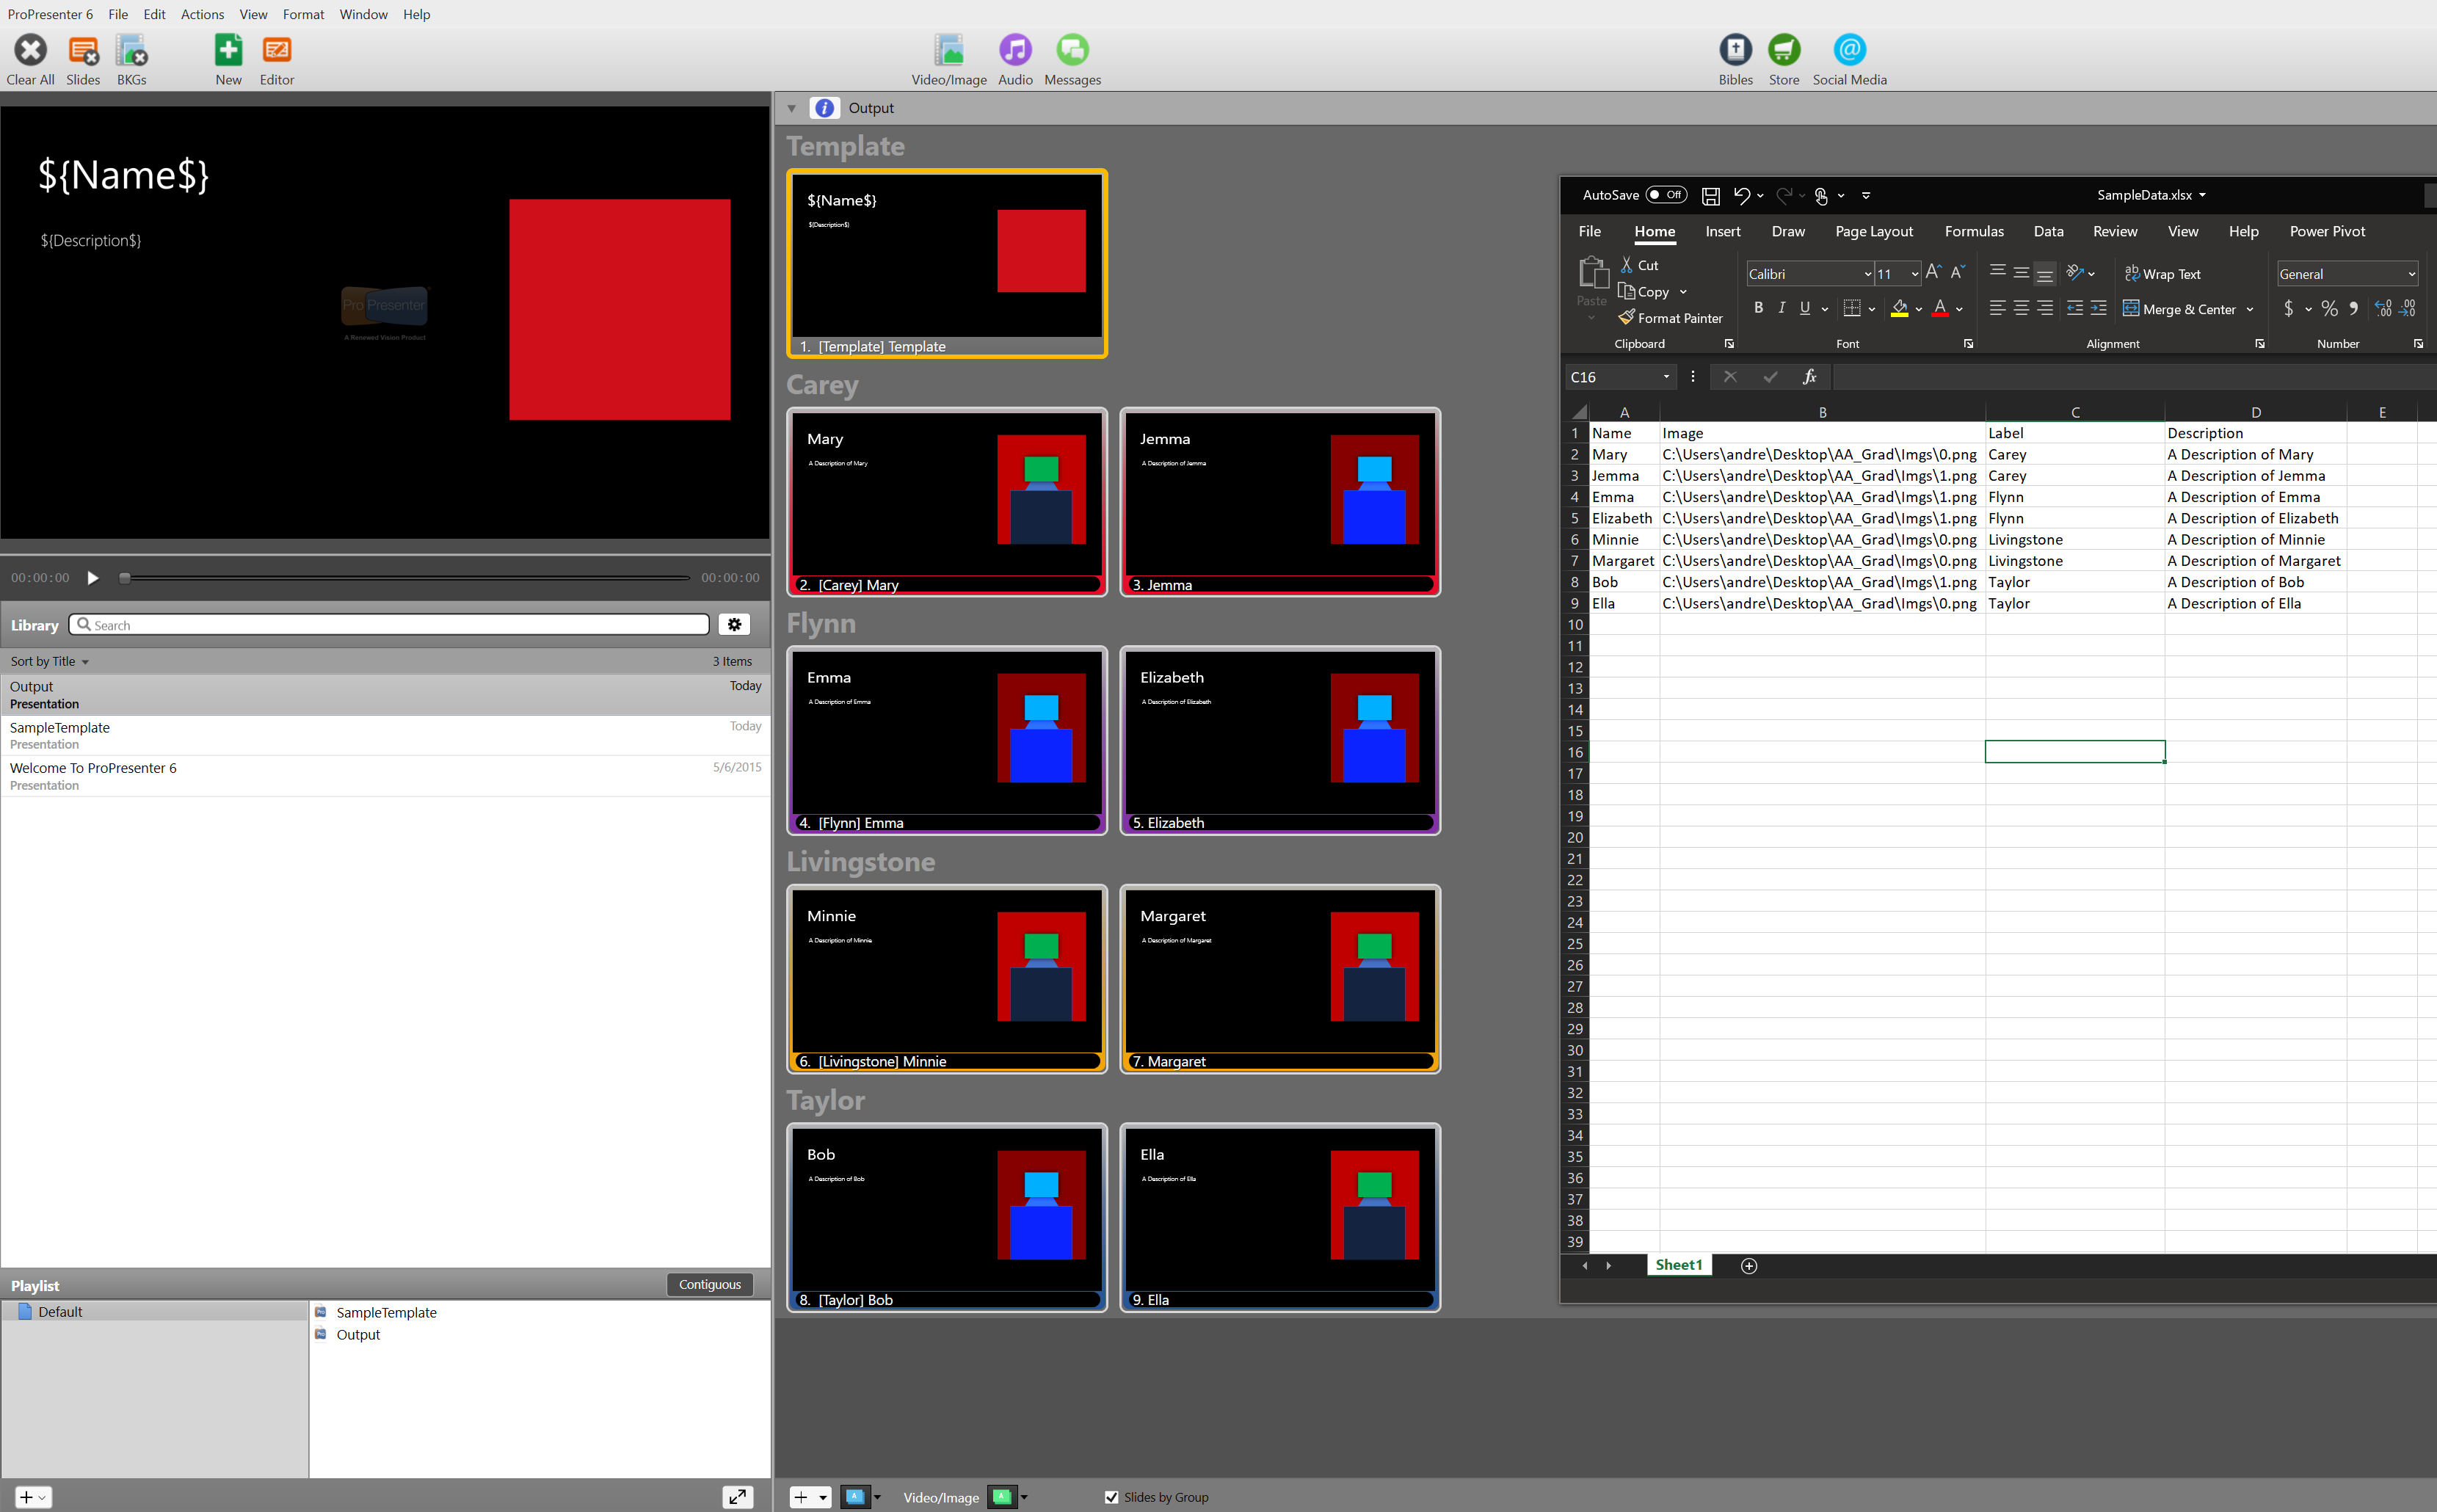 ProPresenter 6 File Edit Actions View Format Window Help
Clear All Slides BKGs New Editor Video/Image Audio Messages Bibles Store Social Media
${Name$}
${Description$}
Pro Presenter
A Renewed Vision Product
00:00:00 00:00:00
Library Search
Sort by Title 3 Items
Output Today
Presentation
SampleTemplate Today
Presentation
Welcome To ProPresenter 6 5/6/2015
Presentation
Playlist Contiguous
Default
SampleTemplate
Output
Output
Template
${Name$}
${Description$}
1. [Template] Template
Carey
Mary
A Description of Mary
2. [Carey] Mary
Jemma
A Description of Jemma
3. Jemma
Flynn
Emma
A Description of Emma
4. [Flynn] Emma
Elizabeth
A Description of Elizabeth
5. Elizabeth
Livingstone
Minnie
A Description of Minnie
6. [Livingstone] Minnie
Margaret
A Description of Margaret
7. Margaret
Taylor
Bob
A Description of Bob
8. [Taylor] Bob
Ella
A Description of Ella
9. Ella
Video/Image Slides by Group
AutoSave Off SampleData.xlsx
File Home Insert Draw Page Layout Formulas Data Review View Help Power Pivot
Paste Cut
Copy
Format Painter
Clipboard
Calibri 11
B I U
Font
Wrap Text
Merge & Center
Alignment
General
$ % 9
Number
C16 fx
A B C D E
1 Name Image Label Description
2 Mary C:\Users\andre\Desktop\AA_Grad\Imgs\0.png Carey A Description of Mary
3 Jemma C:\Users\andre\Desktop\AA_Grad\Imgs\1.png Carey A Description of Jemma
4 Emma C:\Users\andre\Desktop\AA_Grad\Imgs\1.png Flynn A Description of Emma
5 Elizabeth C:\Users\andre\Desktop\AA_Grad\Imgs\1.png Flynn A Description of Elizabeth
6 Minnie C:\Users\andre\Desktop\AA_Grad\Imgs\0.png Livingstone A Description of Minnie
7 Margaret C:\Users\andre\Desktop\AA_Grad\Imgs\0.png Livingstone A Description of Margaret
8 Bob C:\Users\andre\Desktop\AA_Grad\Imgs\1.png Taylor A Description of Bob
9 Ella C:\Users\andre\Desktop\AA_Grad\Imgs\0.png Taylor A Description of Ella
10
11
12
13
14
15
16
17
18
19
20
21
22
23
24
25
26
27
28
29
30
31
32
33
34
35
36
37
38
39
Sheet1